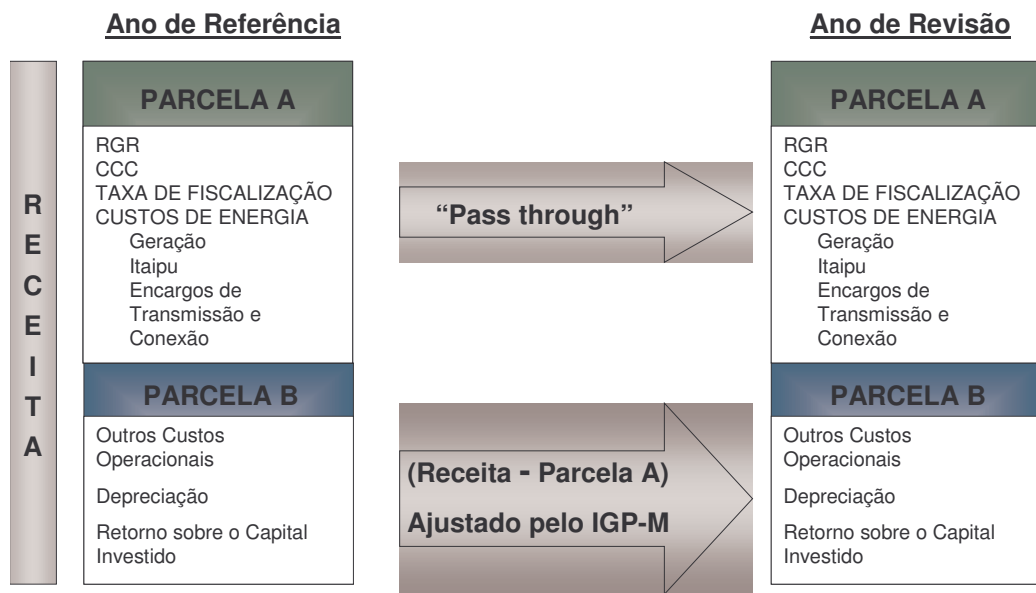 Ano de Referência
Ano de Revisão
RECEITA
PARCELA A
RGR
CCC
TAXA DE FISCALIZAÇÃO
CUSTOS DE ENERGIA
Geração
Itaipu
Encargos de
Transmissão e
Conexão
PARCELA B
Outros Custos
Operacionais
Depreciação
Retorno sobre o Capital
Investido
“Pass through”
(Receita - Parcela A)
Ajustado pelo IGP-M
PARCELA A
RGR
CCC
TAXA DE FISCALIZAÇÃO
CUSTOS DE ENERGIA
Geração
Itaipu
Encargos de
Transmissão e
Conexão
PARCELA B
Outros Custos
Operacionais
Depreciação
Retorno sobre o Capital
Investido